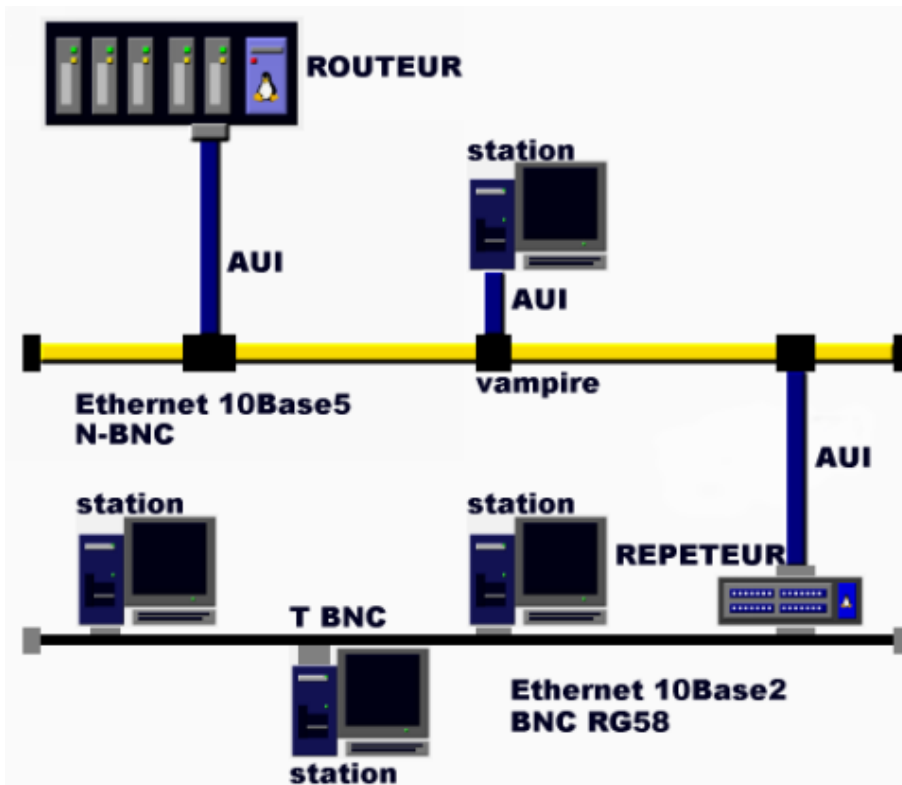 ROUTEUR
station
AUI
AUI
vampire
Ethernet 10Base5
N-BNC
AUI
station
station
REPETEUR
T BNC
Ethernet 10Base2
BNC RG58
station